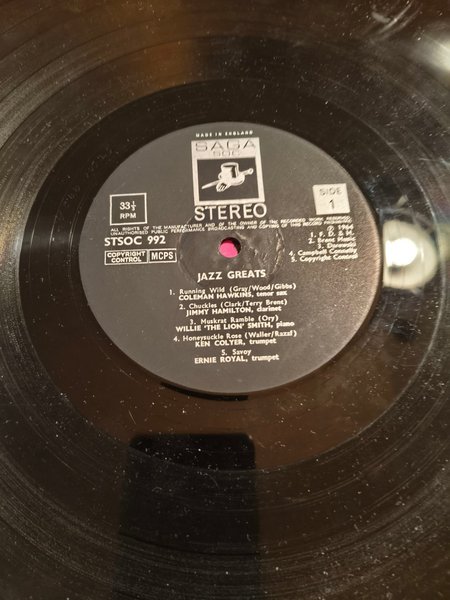 MADE IN ENGLAND
SAGA
SOC
STEREO
33⅓
RPM
SIDE
1
ALL RIGHTS OF THE MANUFACTURER AND OF THE OWNER OF THE RECORDED WORK RESERVED.
UNAUTHORISED PUBLIC PERFORMANCE BROADCASTING AND COPYING OF THIS RECORD PROHIBITED.
STSOC 992
COPYRIGHT
CONTROL
MCPS
℗ 1964
1. F. D. & H.
2. Brent Music
3.
4. Campbell Connelly
5. Copyright Control
JAZZ GREATS
1. Running Wild (Gray/Wood/Gibbs)
COLEMAN HAWKINS, tenor sax
2. Chuckles (Clark/Terry Brent)
JIMMY HAMILTON, clarinet
3. Muskrat Ramble (Ory)
WILLIE 'THE LION' SMITH, piano
4. Honeysuckle Rose (Waller/Razaf)
KEN COLYER, trumpet
5. Savoy
ERNIE ROYAL, trumpet